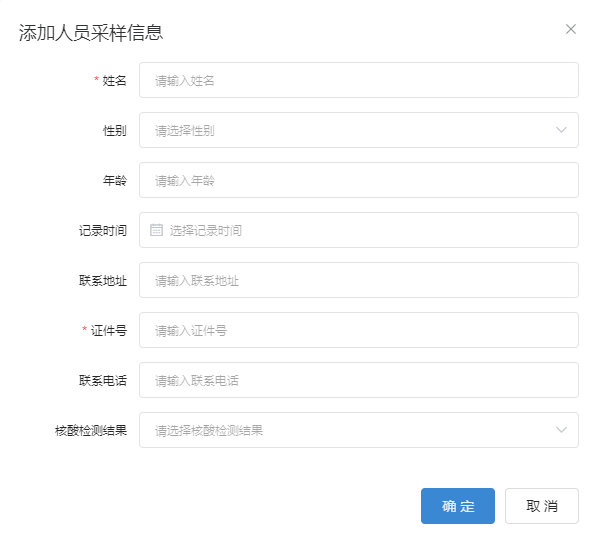 添加人员采样信息
* 姓名 请输入姓名
性别 请选择性别
年龄 请输入年龄
记录时间 选择记录时间
联系地址 请输入联系地址
* 证件号 请输入证件号
联系电话 请输入联系电话
核酸检测结果 请选择核酸检测结果
确 定 取 消